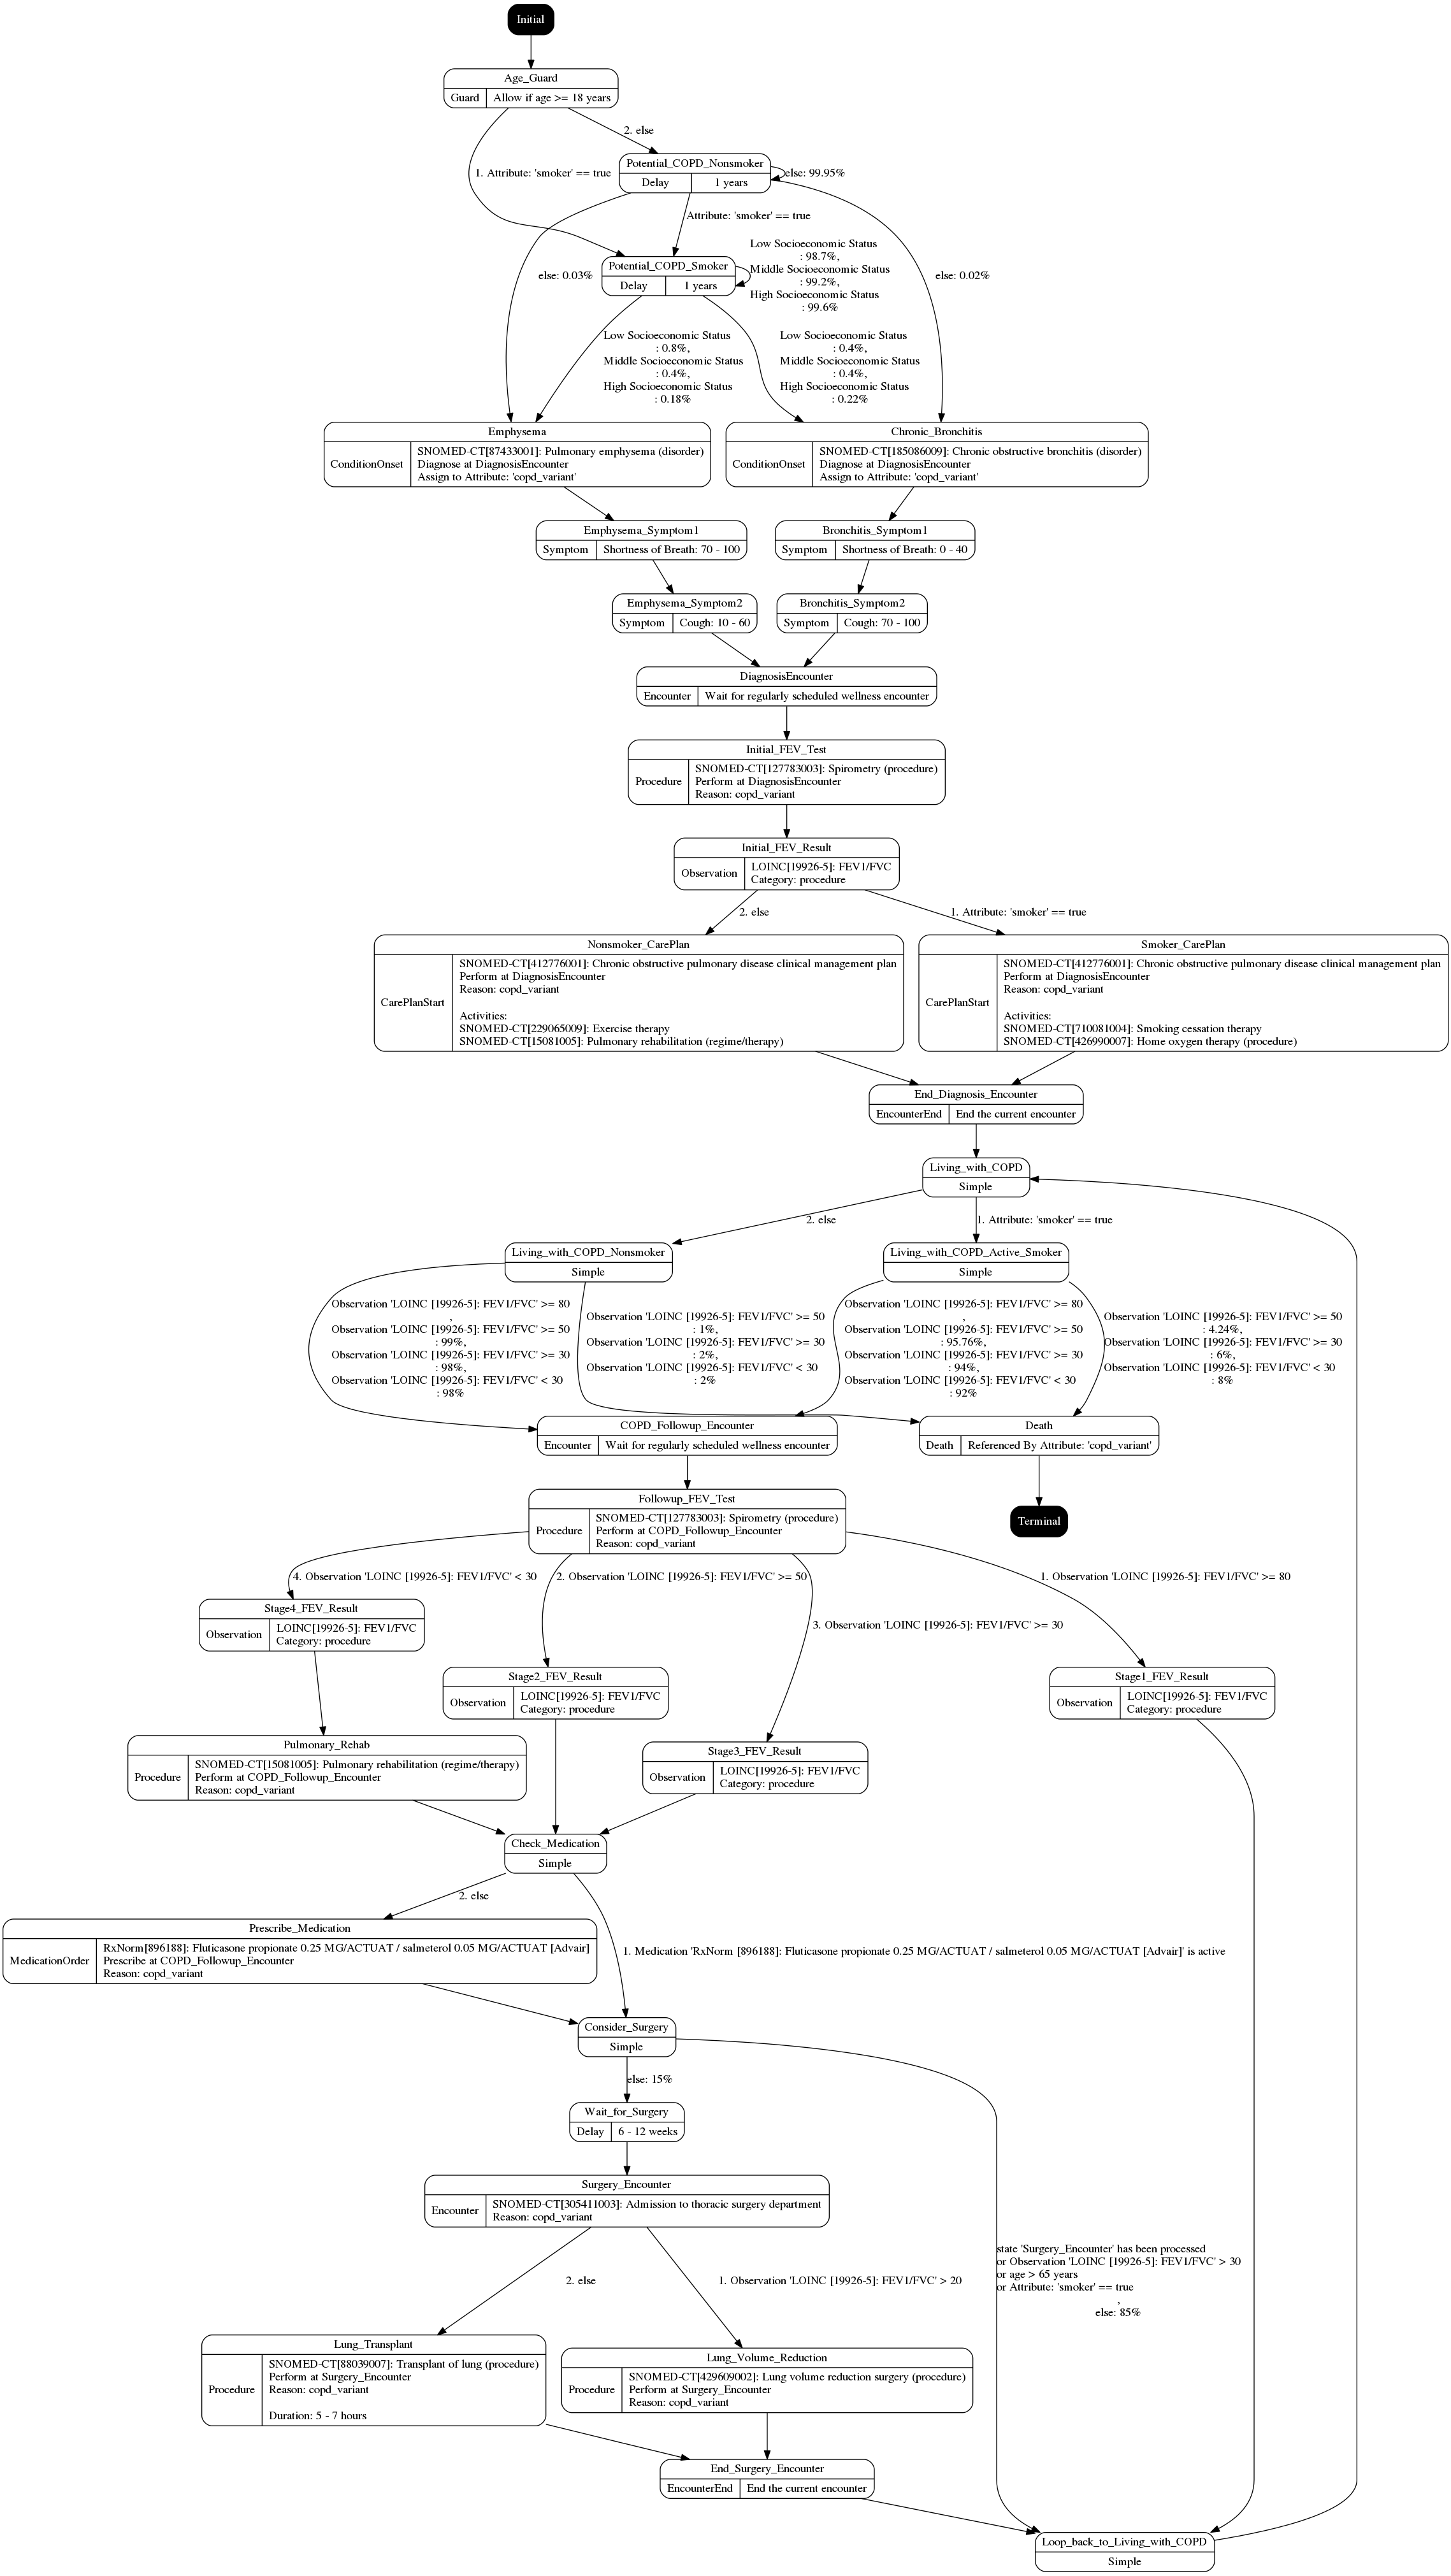 Initial
Age_Guard
Guard
Allow if age >= 18 years
2. else
1. Attribute: 'smoker' == true
Potential_COPD_Nonsmoker
Delay
1 years
else: 99.95%
Attribute: 'smoker' == true
else: 0.03%
else: 0.02%
Potential_COPD_Smoker
Delay
1 years
Low Socioeconomic Status
: 98.7%,
Middle Socioeconomic Status
: 99.2%,
High Socioeconomic Status
: 99.6%
Low Socioeconomic Status
: 0.8%,
Middle Socioeconomic Status
: 0.4%,
High Socioeconomic Status
: 0.18%
Low Socioeconomic Status
: 0.4%,
Middle Socioeconomic Status
: 0.4%,
High Socioeconomic Status
: 0.22%
Emphysema
ConditionOnset
SNOMED-CT[87433001]: Pulmonary emphysema (disorder)
Diagnose at DiagnosisEncounter
Assign to Attribute: 'copd_variant'
Chronic_Bronchitis
ConditionOnset
SNOMED-CT[185086009]: Chronic obstructive bronchitis (disorder)
Diagnose at DiagnosisEncounter
Assign to Attribute: 'copd_variant'
Emphysema_Symptom1
Symptom
Shortness of Breath: 70 - 100
Bronchitis_Symptom1
Symptom
Shortness of Breath: 0 - 40
Emphysema_Symptom2
Symptom
Cough: 10 - 60
Bronchitis_Symptom2
Symptom
Cough: 70 - 100
DiagnosisEncounter
Encounter
Wait for regularly scheduled wellness encounter
Initial_FEV_Test
Procedure
SNOMED-CT[127783003]: Spirometry (procedure)
Perform at DiagnosisEncounter
Reason: copd_variant
Initial_FEV_Result
Observation
LOINC[19926-5]: FEV1/FVC
Category: procedure
2. else
1. Attribute: 'smoker' == true
Nonsmoker_CarePlan
CarePlanStart
SNOMED-CT[412776001]: Chronic obstructive pulmonary disease clinical management plan
Perform at DiagnosisEncounter
Reason: copd_variant
Activities:
SNOMED-CT[229065009]: Exercise therapy
SNOMED-CT[15081005]: Pulmonary rehabilitation (regime/therapy)
Smoker_CarePlan
CarePlanStart
SNOMED-CT[412776001]: Chronic obstructive pulmonary disease clinical management plan
Perform at DiagnosisEncounter
Reason: copd_variant
Activities:
SNOMED-CT[710081004]: Smoking cessation therapy
SNOMED-CT[426990007]: Home oxygen therapy (procedure)
End_Diagnosis_Encounter
EncounterEnd
End the current encounter
Living_with_COPD
Simple
2. else
1. Attribute: 'smoker' == true
Living_with_COPD_Nonsmoker
Simple
Living_with_COPD_Active_Smoker
Simple
Observation 'LOINC [19926-5]: FEV1/FVC' >= 80
,
Observation 'LOINC [19926-5]: FEV1/FVC' >= 50
: 99%,
Observation 'LOINC [19926-5]: FEV1/FVC' >= 30
: 98%,
Observation 'LOINC [19926-5]: FEV1/FVC' < 30
: 98%
Observation 'LOINC [19926-5]: FEV1/FVC' >= 50
: 1%,
Observation 'LOINC [19926-5]: FEV1/FVC' >= 30
: 2%,
Observation 'LOINC [19926-5]: FEV1/FVC' < 30
: 2%
Observation 'LOINC [19926-5]: FEV1/FVC' >= 80
,
Observation 'LOINC [19926-5]: FEV1/FVC' >= 50
: 95.76%,
Observation 'LOINC [19926-5]: FEV1/FVC' >= 30
: 94%,
Observation 'LOINC [19926-5]: FEV1/FVC' < 30
: 92%
Observation 'LOINC [19926-5]: FEV1/FVC' >= 50
: 4.24%,
Observation 'LOINC [19926-5]: FEV1/FVC' >= 30
: 6%,
Observation 'LOINC [19926-5]: FEV1/FVC' < 30
: 8%
COPD_Followup_Encounter
Encounter
Wait for regularly scheduled wellness encounter
Death
Death
Referenced By Attribute: 'copd_variant'
Terminal
Followup_FEV_Test
Procedure
SNOMED-CT[127783003]: Spirometry (procedure)
Perform at COPD_Followup_Encounter
Reason: copd_variant
4. Observation 'LOINC [19926-5]: FEV1/FVC' < 30
2. Observation 'LOINC [19926-5]: FEV1/FVC' >= 50
1. Observation 'LOINC [19926-5]: FEV1/FVC' >= 80
3. Observation 'LOINC [19926-5]: FEV1/FVC' >= 30
Stage4_FEV_Result
Observation
LOINC[19926-5]: FEV1/FVC
Category: procedure
Stage2_FEV_Result
Observation
LOINC[19926-5]: FEV1/FVC
Category: procedure
Stage1_FEV_Result
Observation
LOINC[19926-5]: FEV1/FVC
Category: procedure
Pulmonary_Rehab
Procedure
SNOMED-CT[15081005]: Pulmonary rehabilitation (regime/therapy)
Perform at COPD_Followup_Encounter
Reason: copd_variant
Stage3_FEV_Result
Observation
LOINC[19926-5]: FEV1/FVC
Category: procedure
Check_Medication
Simple
2. else
Prescribe_Medication
MedicationOrder
RxNorm[896188]: Fluticasone propionate 0.25 MG/ACTUAT / salmeterol 0.05 MG/ACTUAT [Advair]
Prescribe at COPD_Followup_Encounter
Reason: copd_variant
1. Medication 'RxNorm [896188]: Fluticasone propionate 0.25 MG/ACTUAT / salmeterol 0.05 MG/ACTUAT [Advair]' is active
Consider_Surgery
Simple
else: 15%
Wait_for_Surgery
Delay
6 - 12 weeks
Surgery_Encounter
Encounter
SNOMED-CT[305411003]: Admission to thoracic surgery department
Reason: copd_variant
2. else
1. Observation 'LOINC [19926-5]: FEV1/FVC' > 20
state 'Surgery_Encounter' has been processed
or Observation 'LOINC [19926-5]: FEV1/FVC' > 30
or age > 65 years
or Attribute: 'smoker' == true
,
else: 85%
Lung_Transplant
Procedure
SNOMED-CT[88039007]: Transplant of lung (procedure)
Perform at Surgery_Encounter
Reason: copd_variant
Duration: 5 - 7 hours
Lung_Volume_Reduction
Procedure
SNOMED-CT[429609002]: Lung volume reduction surgery (procedure)
Perform at Surgery_Encounter
Reason: copd_variant
End_Surgery_Encounter
EncounterEnd
End the current encounter
Loop_back_to_Living_with_COPD
Simple